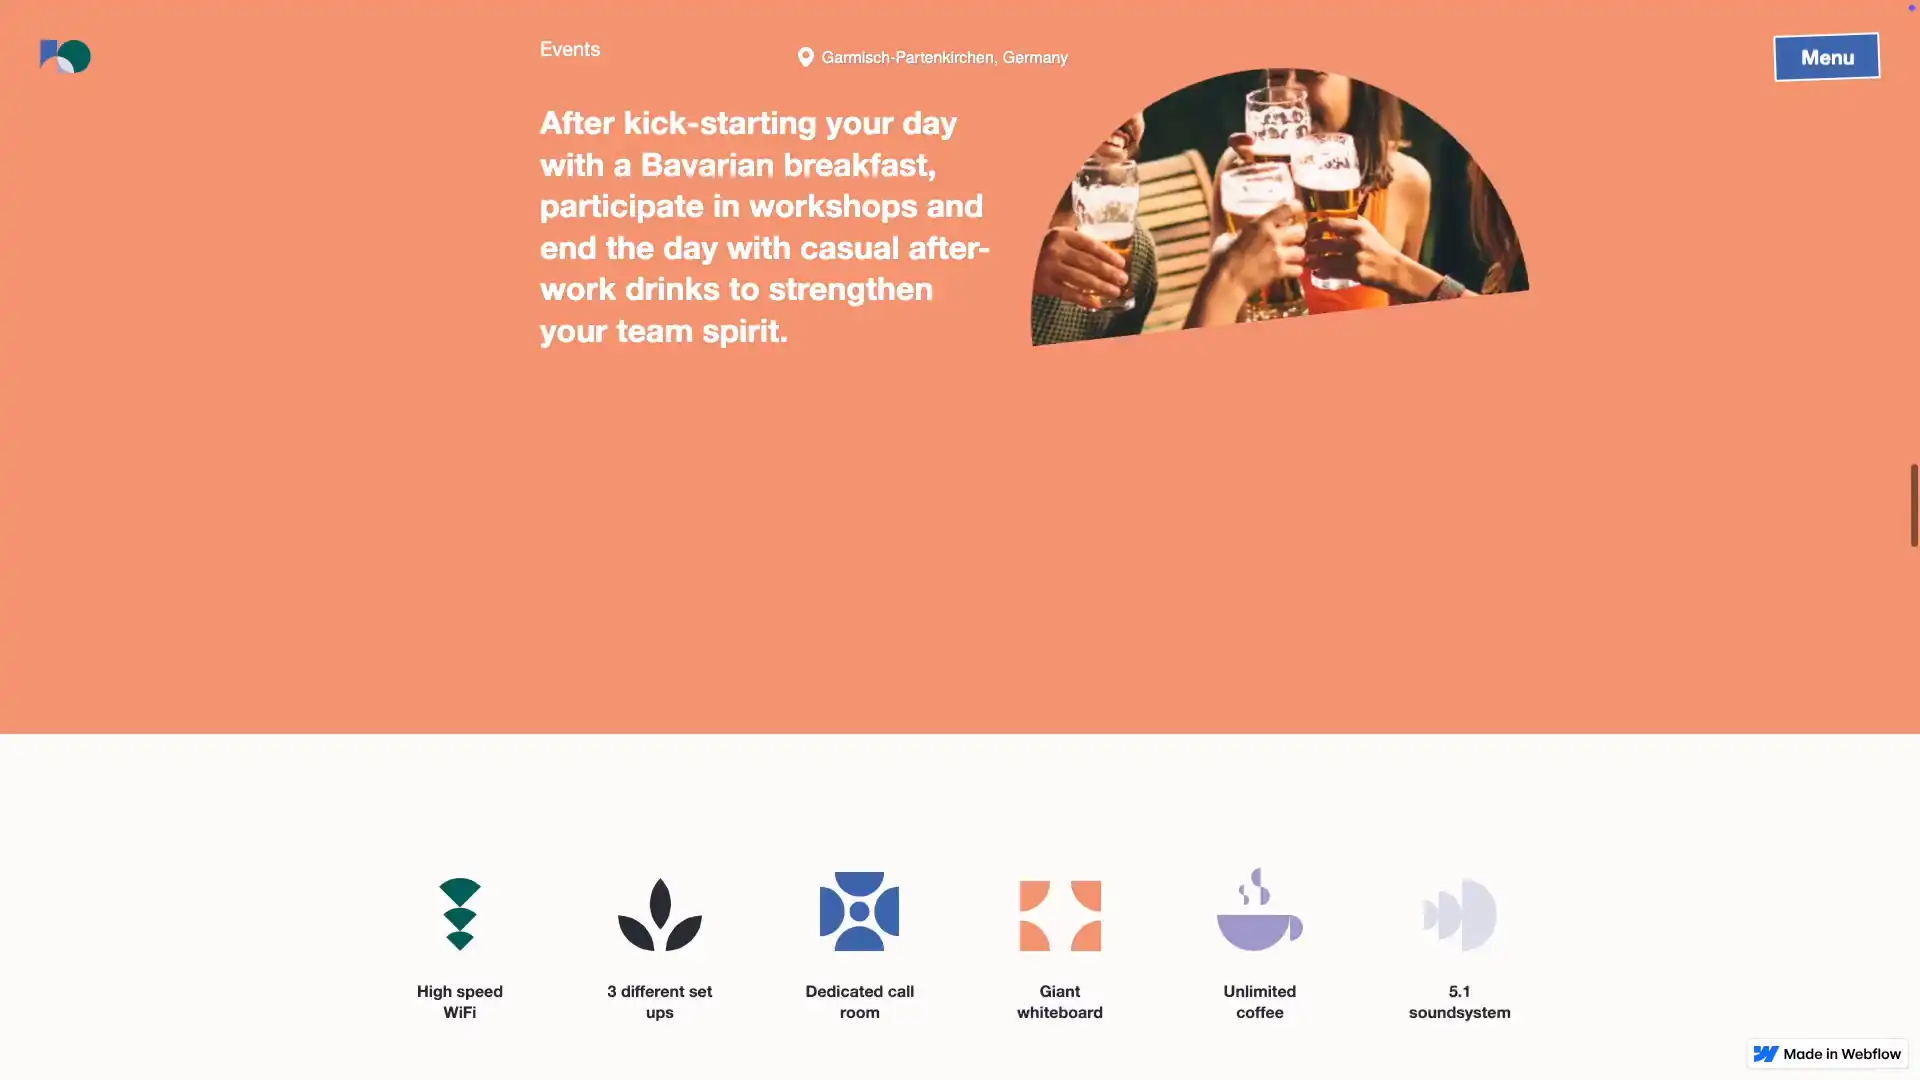 Events
Garmisch-Partenkirchen, Germany
Menu
After kick-starting your day
with a Bavarian breakfast,
participate in workshops and
end the day with casual after-
work drinks to strengthen
your team spirit.
High speed
WiFi
3 different set
ups
Dedicated call
room
Giant
whiteboard
Unlimited
coffee
5.1
soundsystem
Made in Webflow